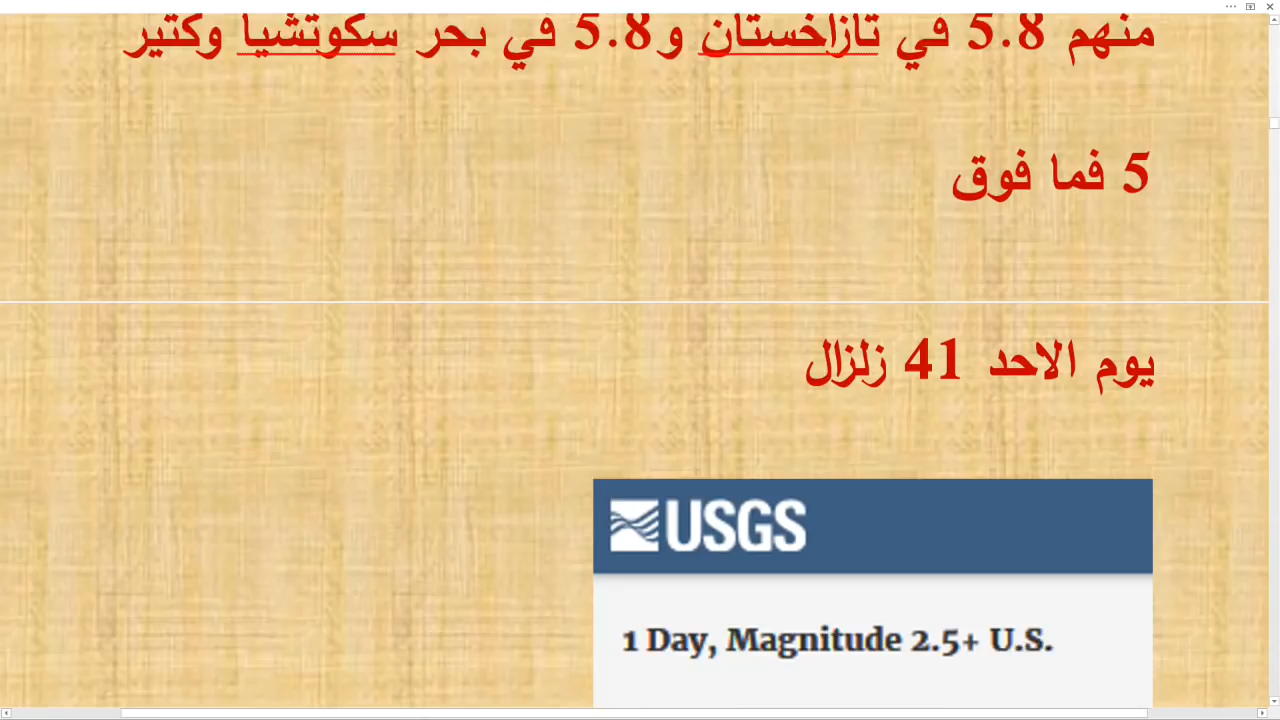 منهم 5.8 في تازاخستان و5.8 في بحر سكوتشيا وكتير
5 فما فوق
يوم الاحد 41 زلزال
USGS
1 Day, Magnitude 2.5+ U.S.